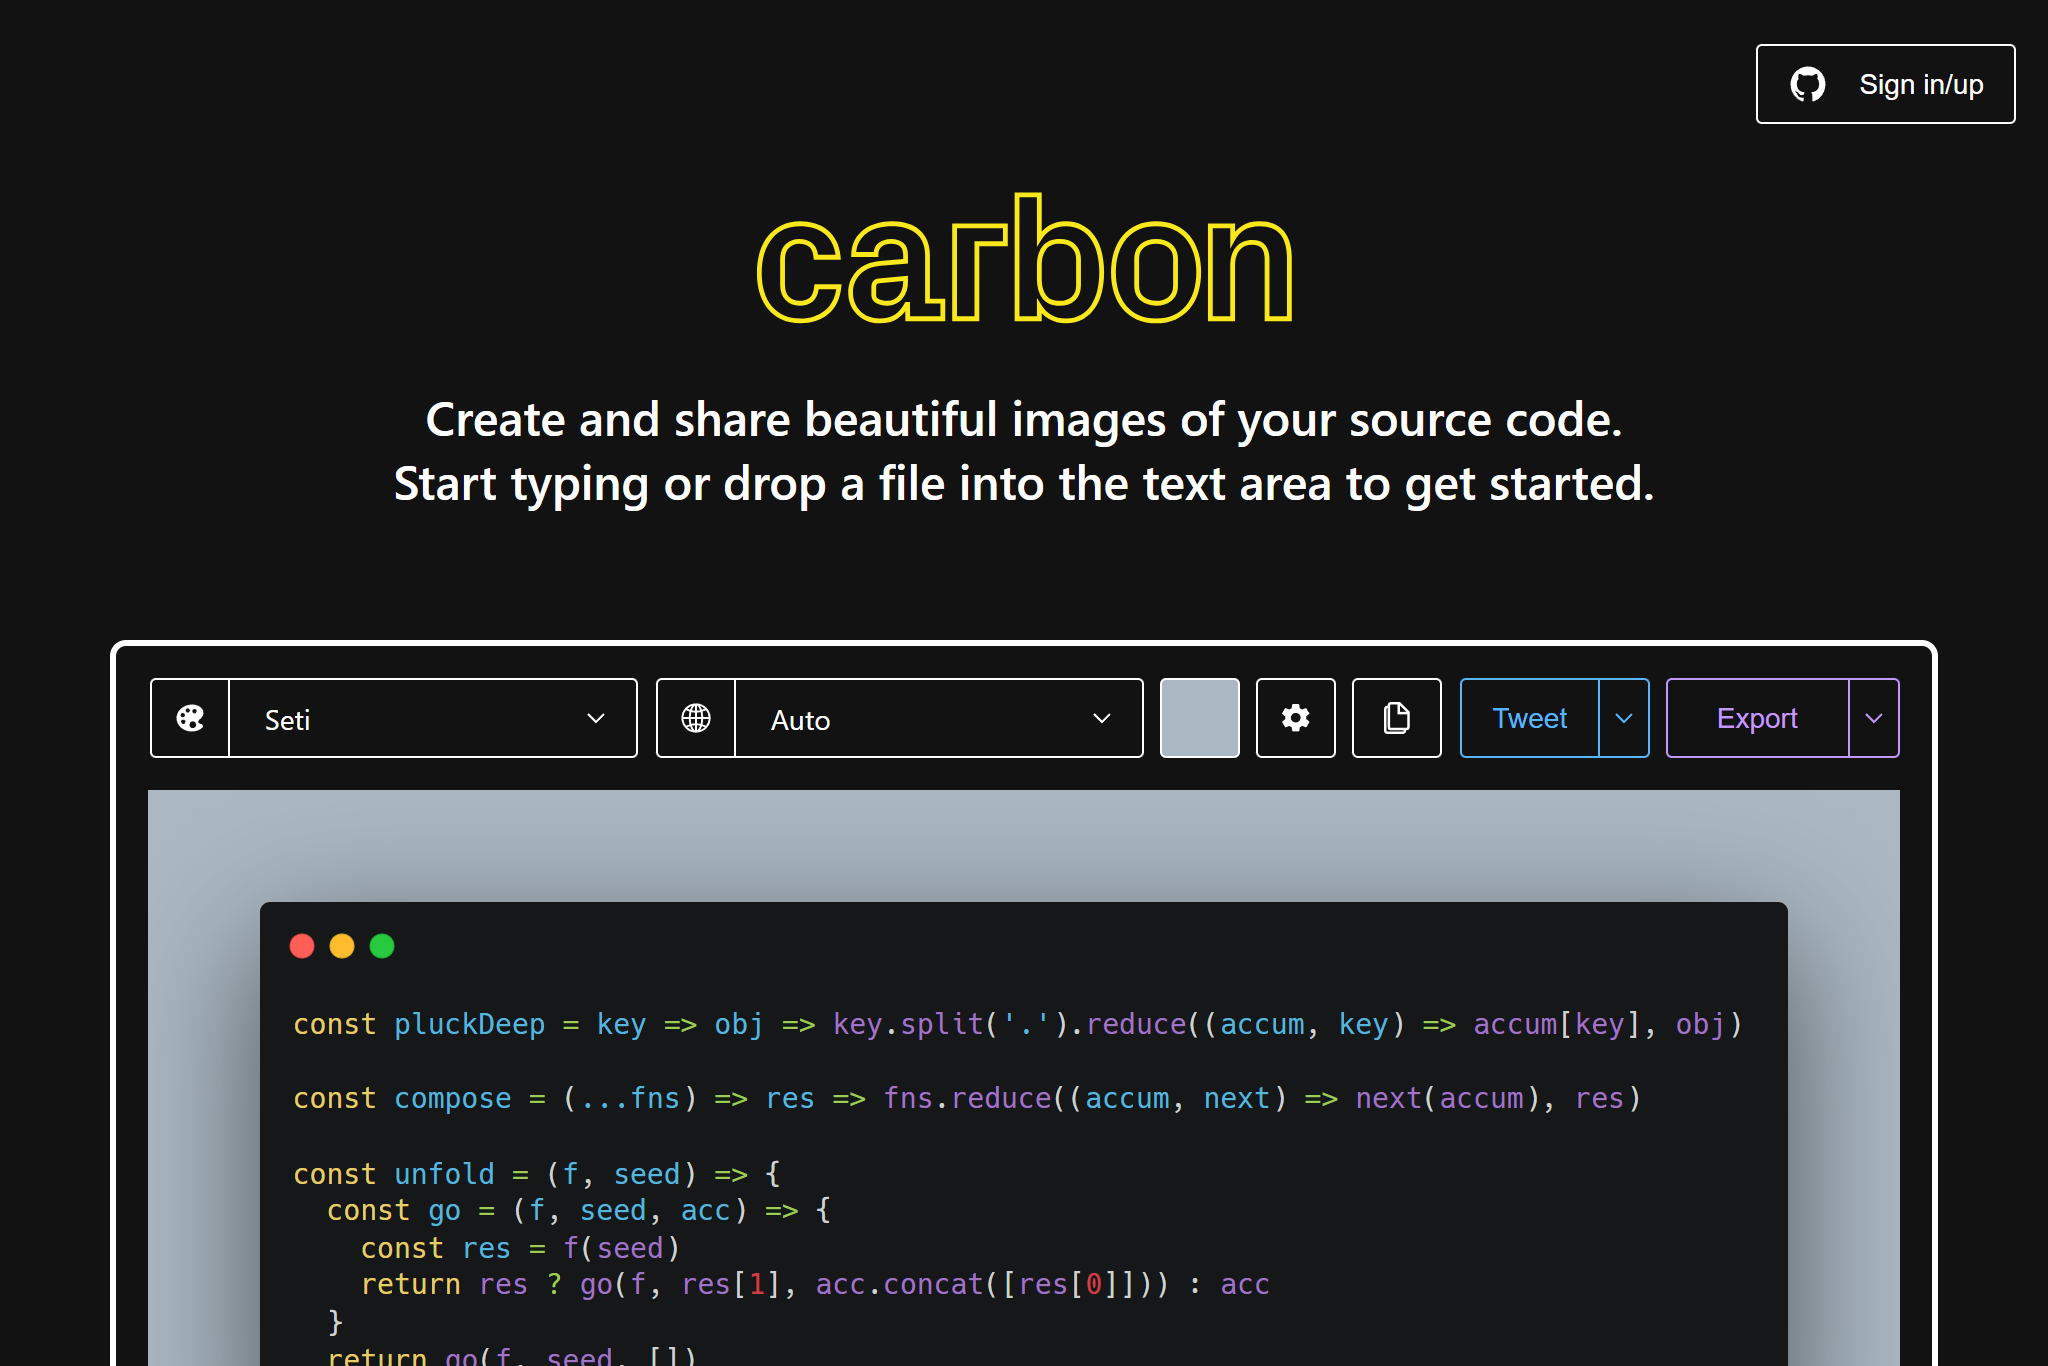 Sign in/up
carbon
Create and share beautiful images of your source code.
Start typing or drop a file into the text area to get started.
Seti
Auto
Tweet
Export
const pluckDeep = key => obj => key.split('.').reduce((accum, key) => accum[key], obj)
const compose = (...fns) => res => fns.reduce((accum, next) => next(accum), res)
const unfold = (f, seed) => {
  const go = (f, seed, acc) => {
    const res = f(seed)
    return res ? go(f, res[1], acc.concat([res[0]])) : acc
  }
  return go(f, seed, [])